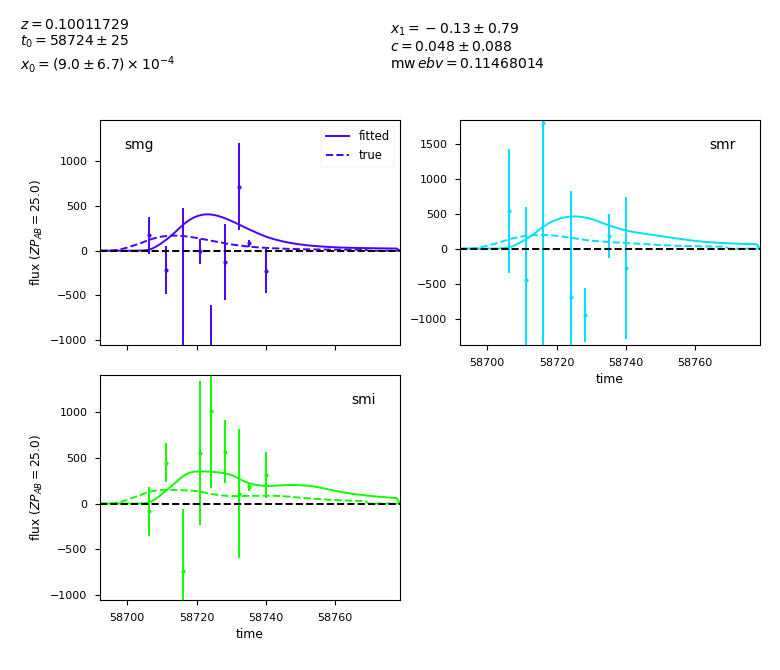 z = 0.10011729
t₀ = 58724 ± 25
x₀ = (9.0 ± 6.7) × 10⁻⁴
x₁ = −0.13 ± 0.79
c = 0.048 ± 0.088
mw ebv = 0.11468014
smg
fitted
true
1000
500
0
−500
−1000
flux (ZP_AB = 25.0)
smr
1500
1000
500
0
−500
−1000
58700 58720 58740 58760
time
smi
1000
500
0
−500
−1000
flux (ZP_AB = 25.0)
58700 58720 58740 58760
time